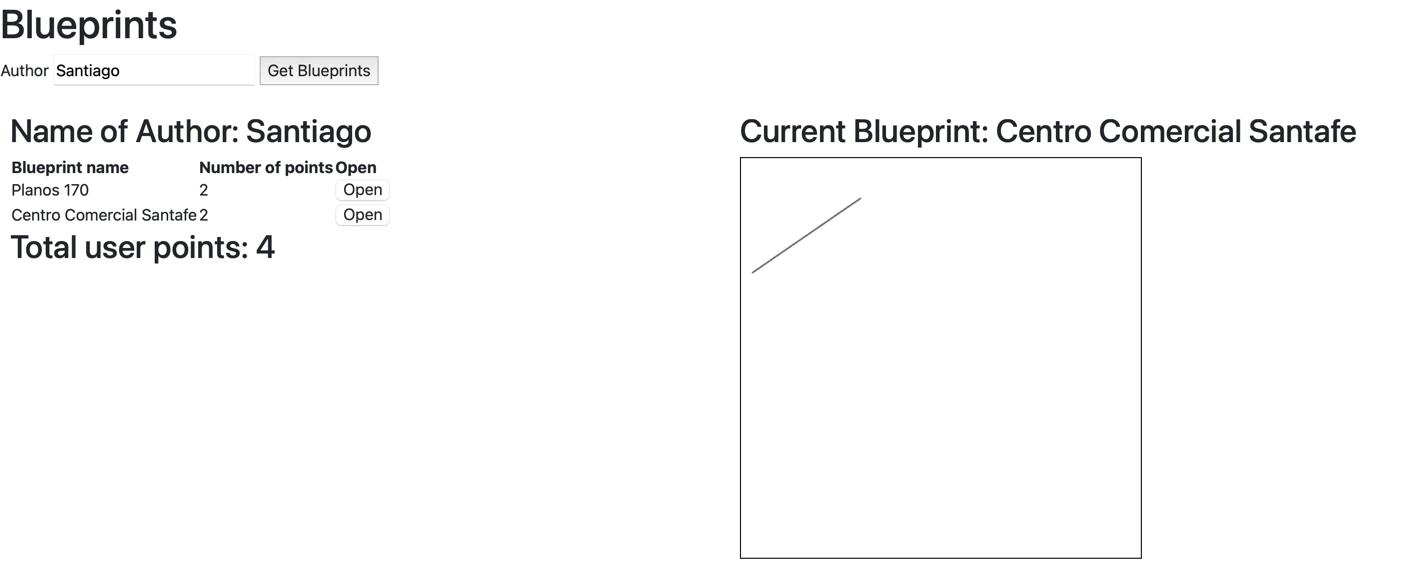 Blueprints
Author Santiago Get Blueprints
Name of Author: Santiago
Blueprint name Number of points Open
Planos 170 2 Open
Centro Comercial Santafe 2 Open
Total user points: 4
Current Blueprint: Centro Comercial Santafe